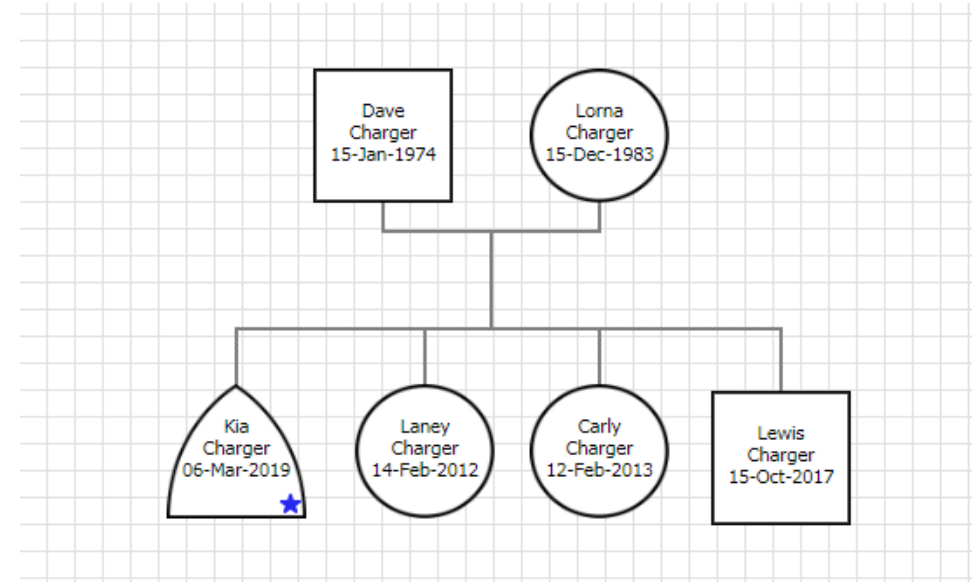 Dave
Charger
15-Jan-1974
Lorna
Charger
15-Dec-1983
Kia
Charger
06-Mar-2019
Laney
Charger
14-Feb-2012
Carly
Charger
12-Feb-2013
Lewis
Charger
15-Oct-2017